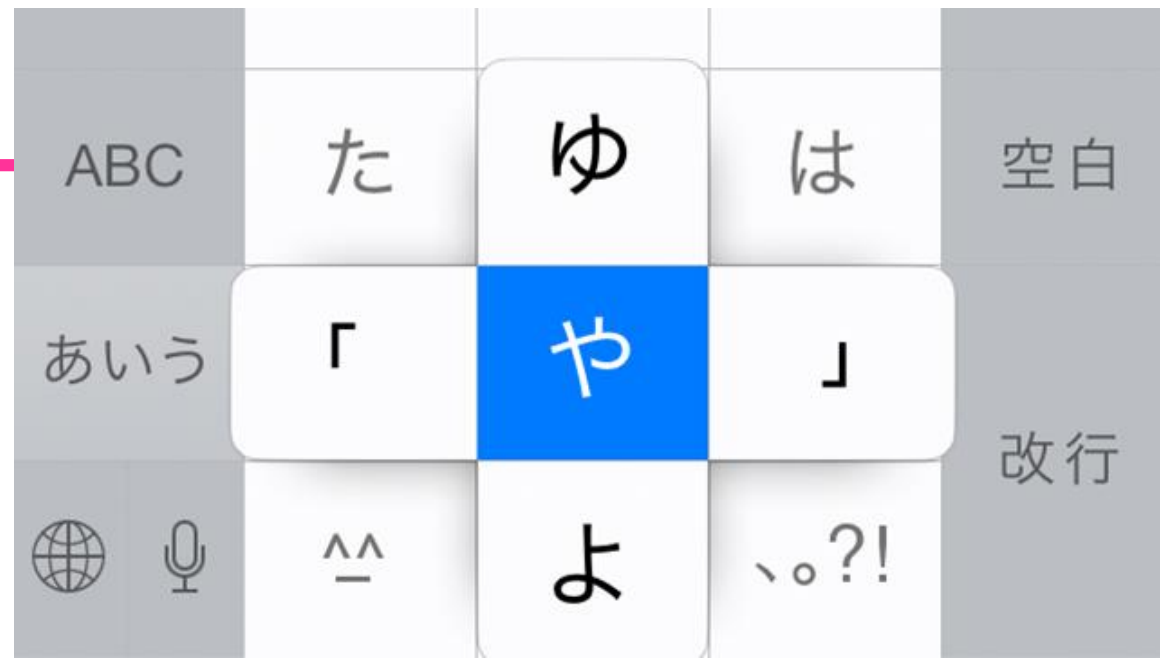 ABC た ゆ は 空白
あいう 「 や 」
改行
^_^ よ 、。?!